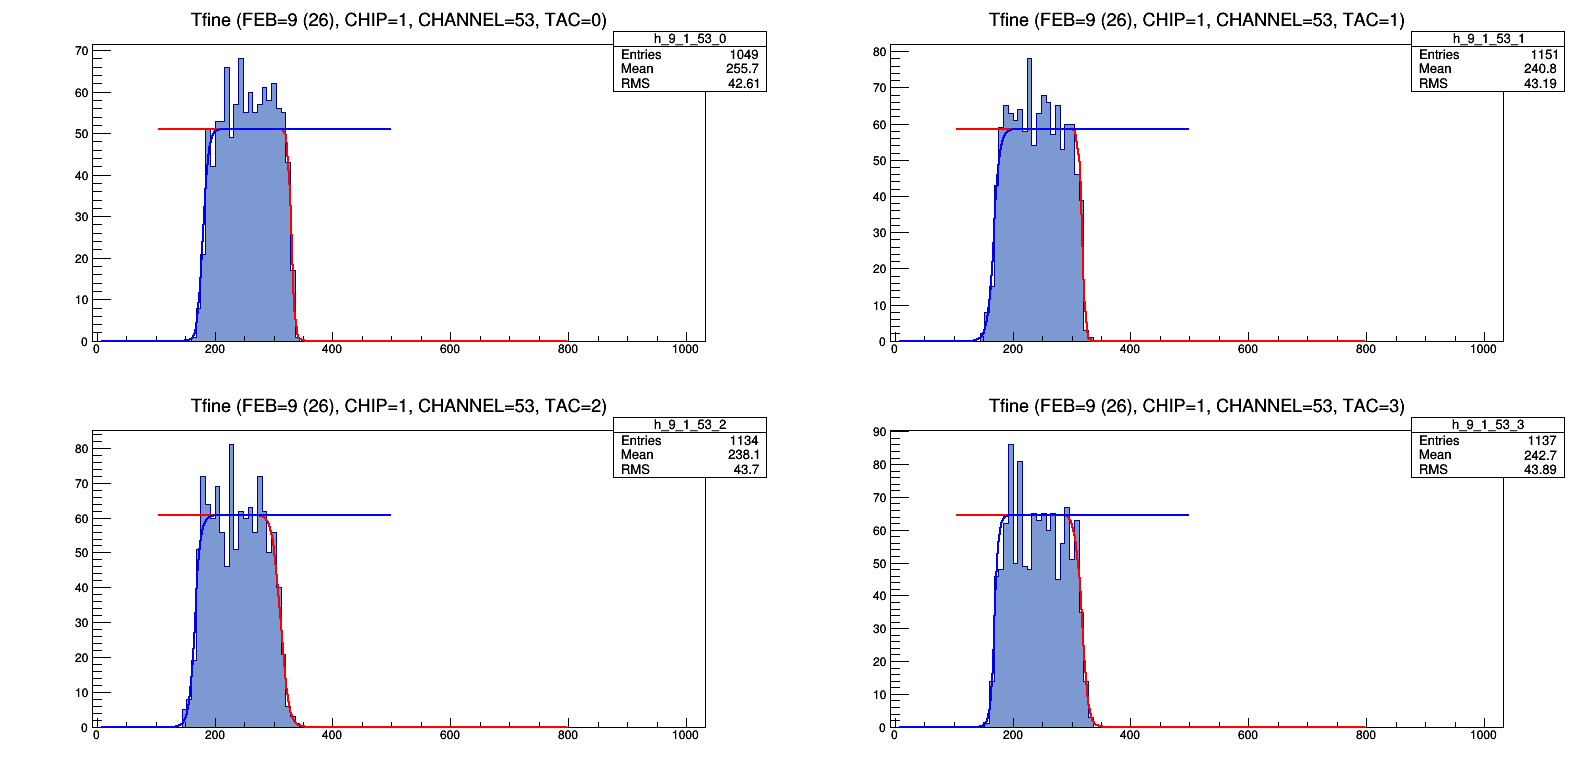 Tfine (FEB=9 (26), CHIP=1, CHANNEL=53, TAC=0)
h_9_1_53_0
Entries 1049
Mean 255.7
RMS 42.61
70
60
50
40
30
20
10
0
0 200 400 600 800 1000
Tfine (FEB=9 (26), CHIP=1, CHANNEL=53, TAC=1)
h_9_1_53_1
Entries 1151
Mean 240.8
RMS 43.19
80
70
60
50
40
30
20
10
0
0 200 400 600 800 1000
Tfine (FEB=9 (26), CHIP=1, CHANNEL=53, TAC=2)
h_9_1_53_2
Entries 1134
Mean 238.1
RMS 43.7
80
70
60
50
40
30
20
10
0
0 200 400 600 800 1000
Tfine (FEB=9 (26), CHIP=1, CHANNEL=53, TAC=3)
h_9_1_53_3
Entries 1137
Mean 242.7
RMS 43.89
90
80
70
60
50
40
30
20
10
0
0 200 400 600 800 1000